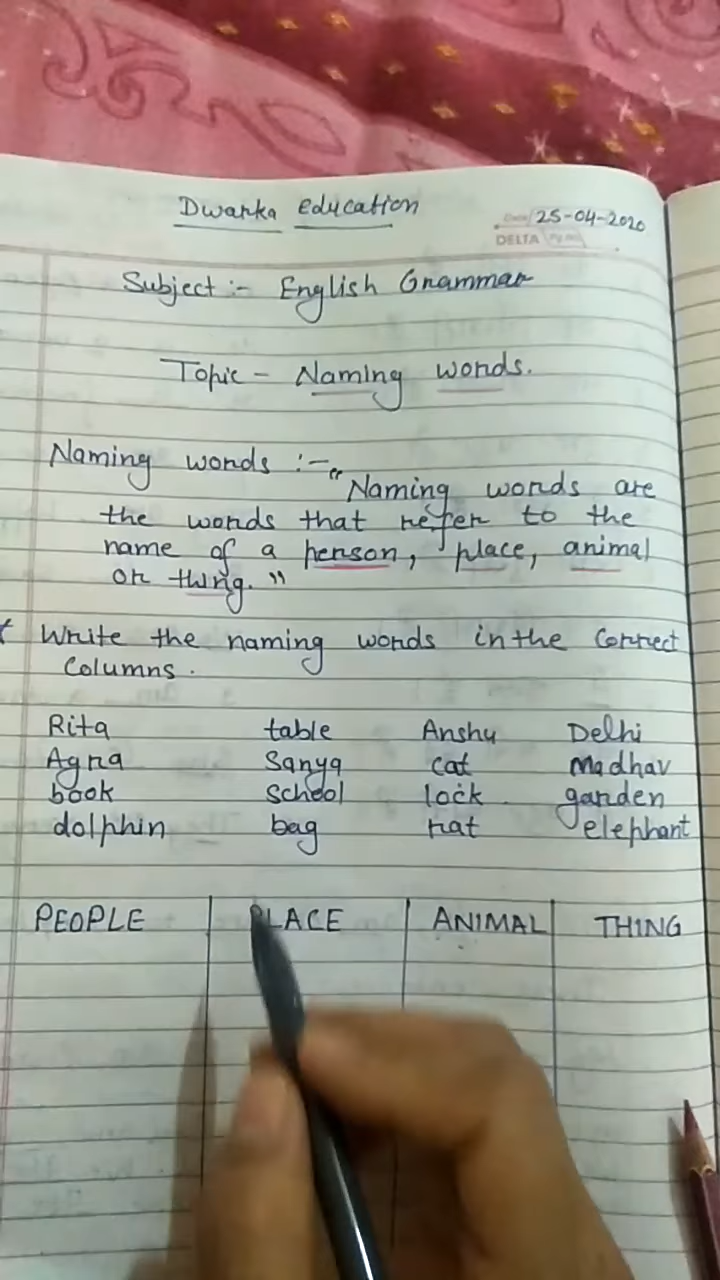 Dwarka education
Date 25-04-2020
DELTA Pg No.
Subject :- English Grammar
Topic - Naming words.
Naming words :- "Naming words are
the words that refer to the
name of a person, place, animal
or thing."
Write the naming words in the correct
columns.
Rita table Anshu Delhi
Agra Sanya cat Madhav
book school lock garden
dolphin bag rat elephant
PEOPLE PLACE ANIMAL THING